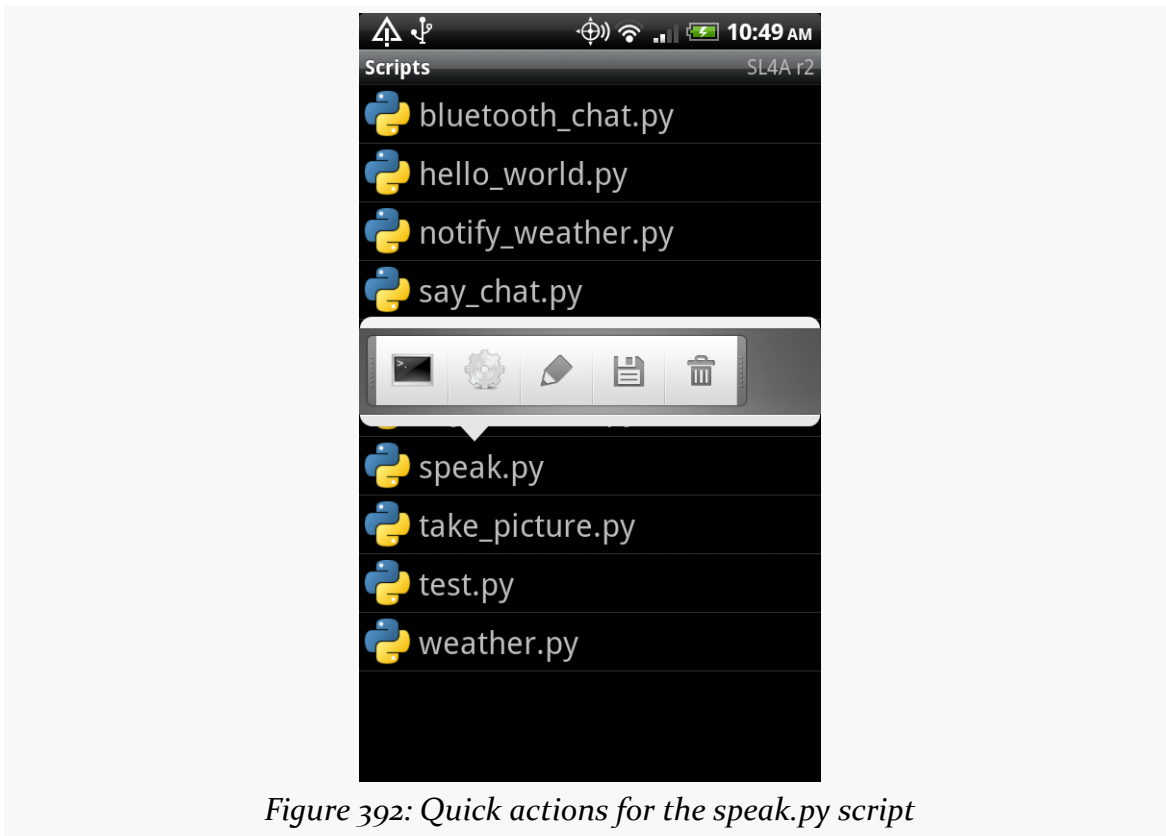 10:49 AM
Scripts SL4A r2
bluetooth_chat.py
hello_world.py
notify_weather.py
say_chat.py
speak.py
take_picture.py
test.py
weather.py
Figure 392: Quick actions for the speak.py script